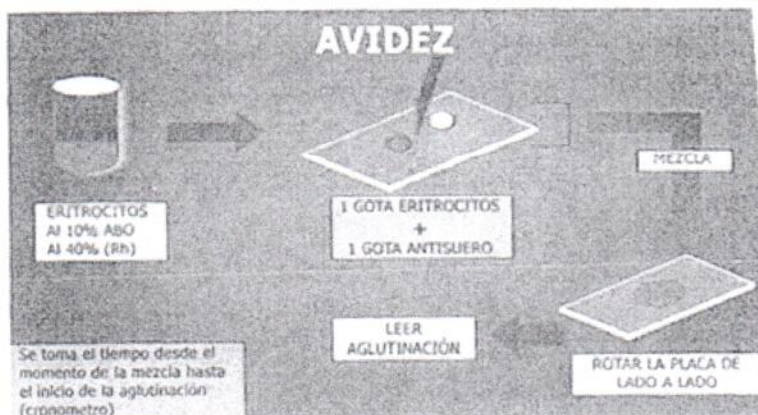 AVIDEZ
ERITROCITOS
Al 10% ABO
Al 40% (Rh)
1 GOTA ERITROCITOS
+
1 GOTA ANTISUERO
MEZCLA
LEER
AGLUTINACIÓN
ROTAR LA PLACA DE
LADO A LADO
Se toma el tiempo desde el
momento de la mezcla hasta
el inicio de la aglutinación
(cronometro)